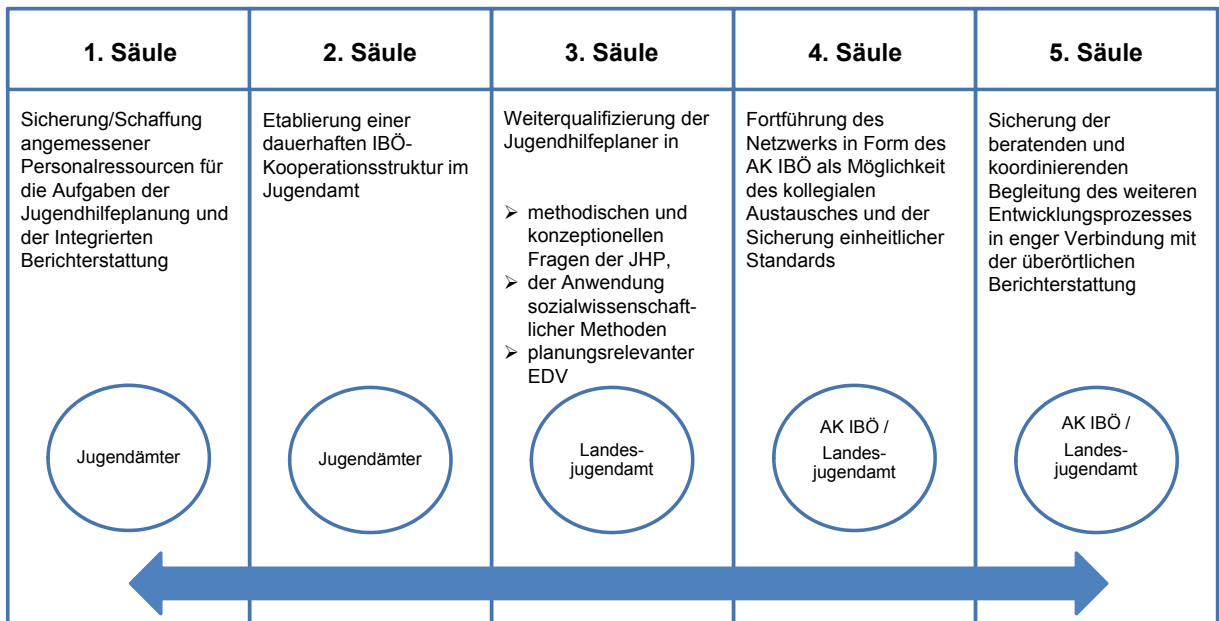 1. Säule
2. Säule
3. Säule
4. Säule
5. Säule
Sicherung/Schaffung
angemessener
Personalressourcen für
die Aufgaben der
Jugendhilfeplanung und
der Integrierten
Berichterstattung
Etablierung einer
dauerhaften IBÖ-
Kooperationsstruktur im
Jugendamt
Weiterqualifizierung der
Jugendhilfeplaner in
➢ methodischen und
konzeptionellen
Fragen der JHP,
➢ der Anwendung
sozialwissenschaft-
licher Methoden
➢ planungsrelevanter
EDV
Fortführung des
Netzwerks in Form des
AK IBÖ als Möglichkeit
des kollegialen
Austausches und der
Sicherung einheitlicher
Standards
Sicherung der
beratenden und
koordinierenden
Begleitung des weiteren
Entwicklungsprozesses
in enger Verbindung mit
der überörtlichen
Berichterstattung
Jugendämter
Jugendämter
Landes-
jugendamt
AK IBÖ /
Landes-
jugendamt
AK IBÖ /
Landes-
jugendamt